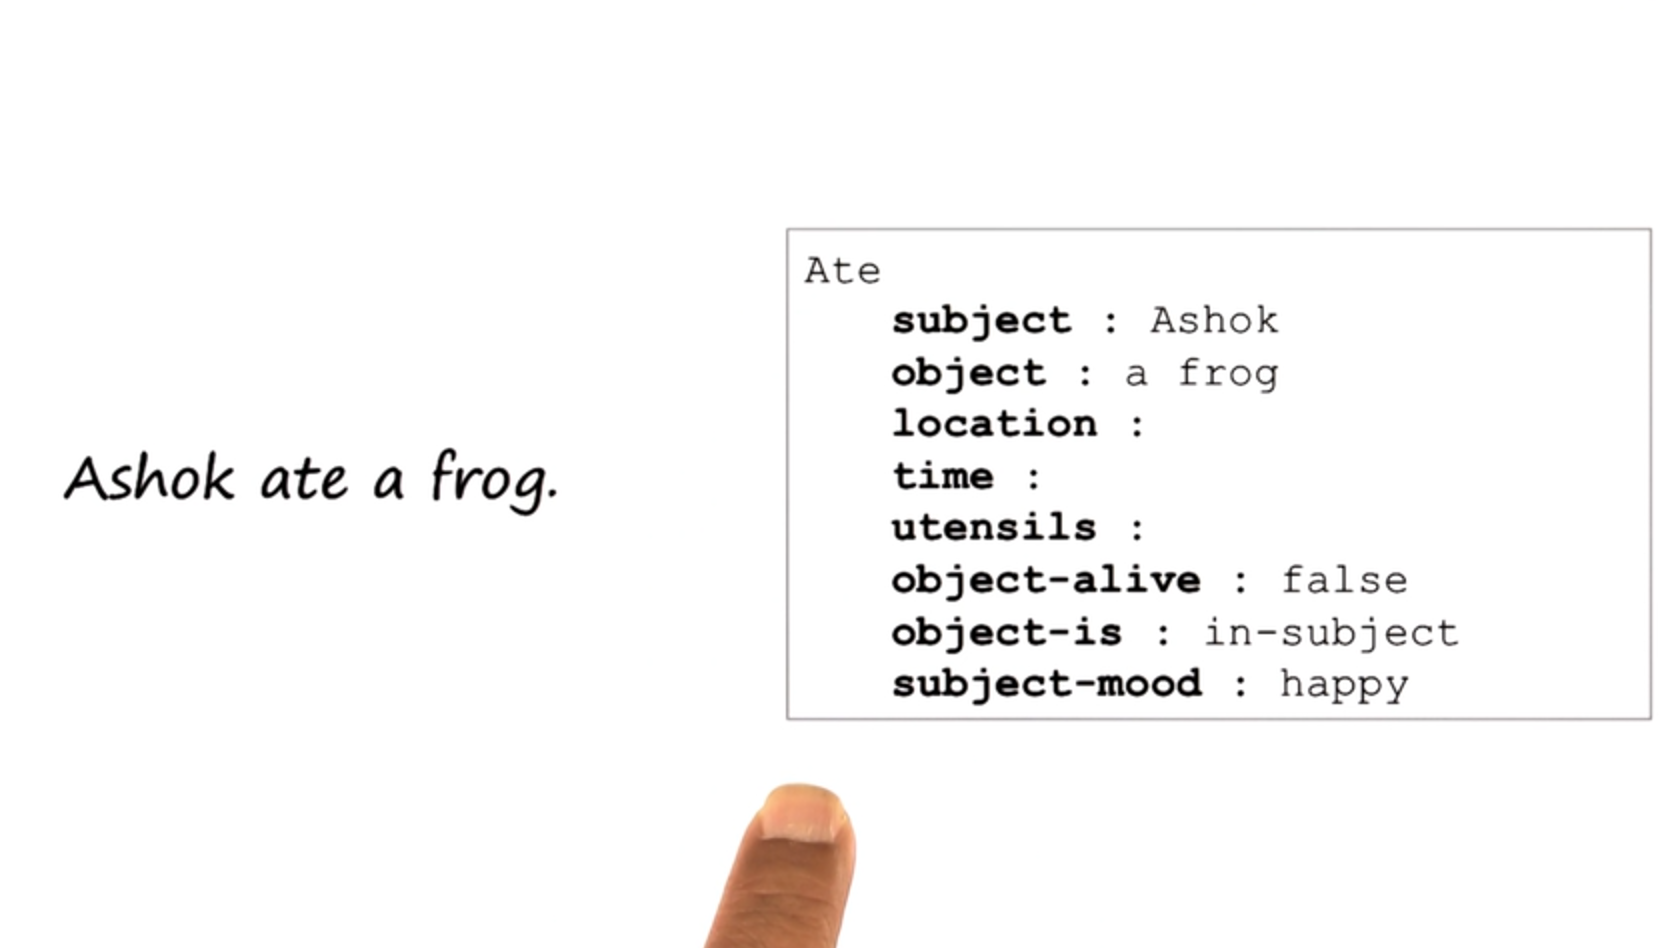 Ashok ate a frog.
Ate
subject : Ashok
object : a frog
location :
time :
utensils :
object-alive : false
object-is : in-subject
subject-mood : happy